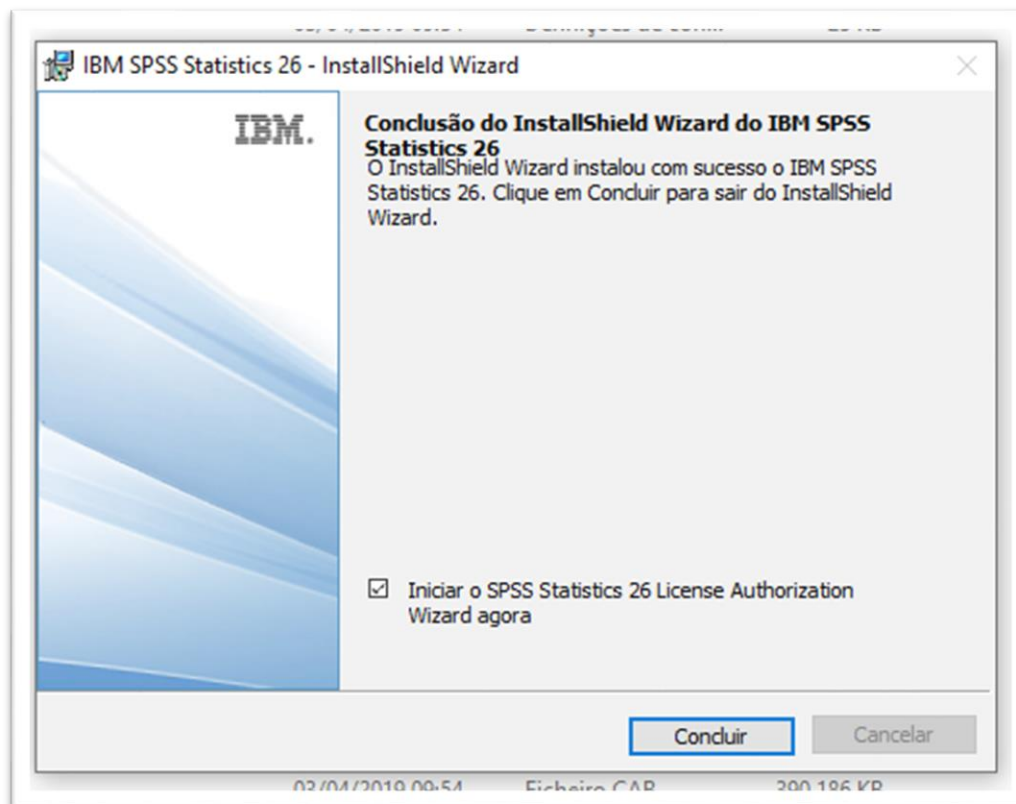 IBM SPSS Statistics 26 - InstallShield Wizard
IBM.
Conclusão do InstallShield Wizard do IBM SPSS
Statistics 26
O InstallShield Wizard instalou com sucesso o IBM SPSS
Statistics 26. Clique em Concluir para sair do InstallShield
Wizard.
Iniciar o SPSS Statistics 26 License Authorization
Wizard agora
Concluir
Cancelar
03/04/2019 09:54 Ficheiro CAB 390 186 KB